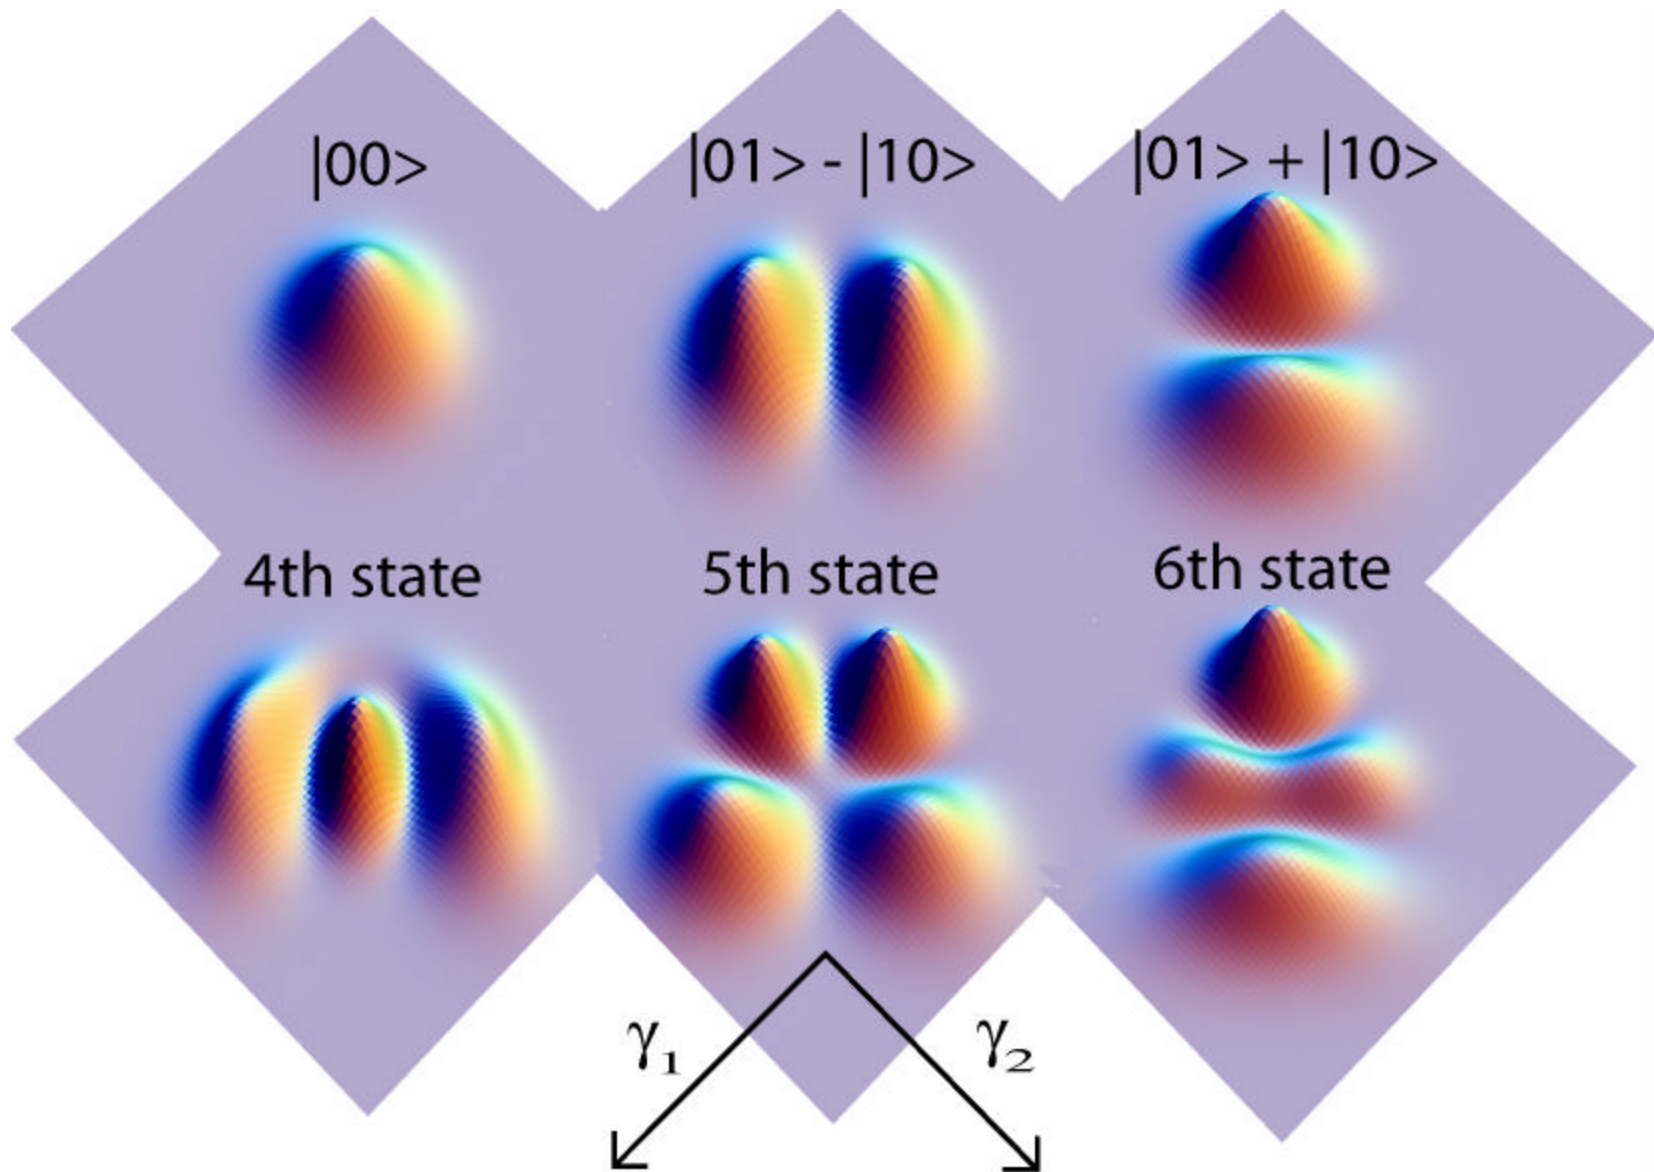 |00>
|01> - |10>
|01> + |10>
4th state
5th state
6th state
γ₁
γ₂